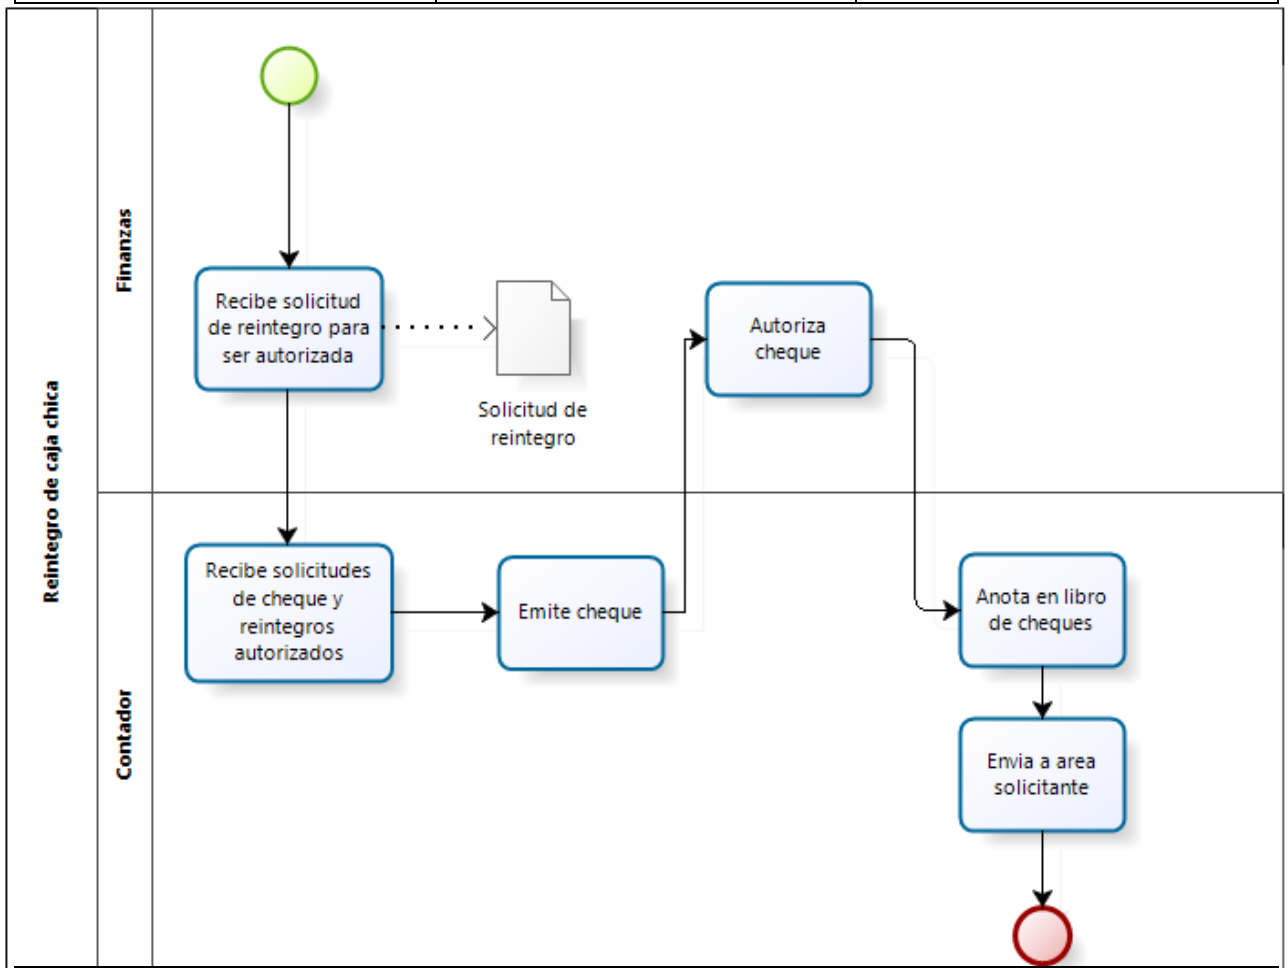 Reintegro de caja chica
Finanzas
Recibe solicitud
de reintegro para
ser autorizada
Solicitud de
reintegro
Autoriza
cheque
Contador
Recibe solicitudes
de cheque y
reintegros
autorizados
Emite cheque
Anota en libro
de cheques
Envia a area
solicitante